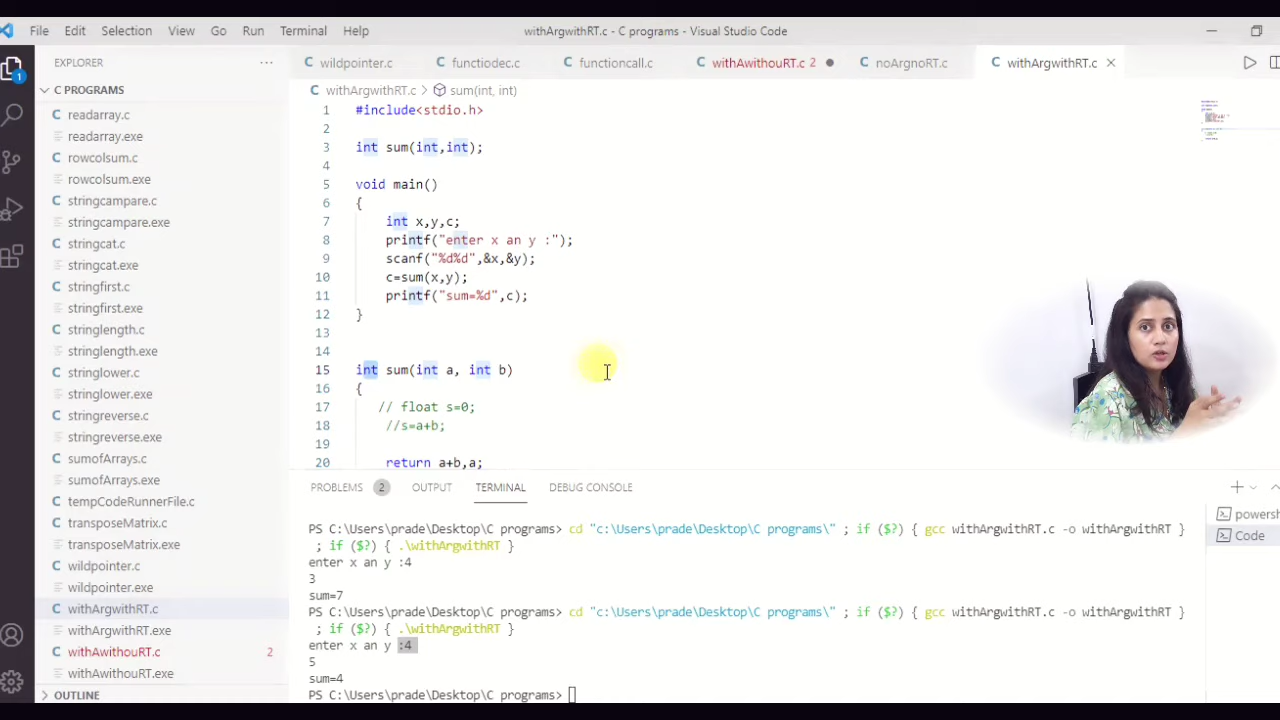 File Edit Selection View Go Run Terminal Help withArgwithRT.c - C programs - Visual Studio Code
EXPLORER ···
wildpointer.c functiodec.c functioncall.c withAwithouRT.c 2 noArgnoRT.c withArgwithRT.c
1
C PROGRAMS
readarray.c
readarray.exe
rowcolsum.c
rowcolsum.exe
stringcampare.c
stringcampare.exe
stringcat.c
stringcat.exe
stringfirst.c
stringfirst.exe
stringlength.c
stringlength.exe
stringlower.c
stringlower.exe
stringreverse.c
stringreverse.exe
sumofArrays.c
sumofArrays.exe
tempCodeRunnerFile.c
transposeMatrix.c
transposeMatrix.exe
wildpointer.c
wildpointer.exe
withArgwithRT.c
withArgwithRT.exe
withAwithouRT.c 2
withAwithouRT.exe
OUTLINE
withArgwithRT.c > sum(int, int)
1 #include<stdio.h>
2
3 int sum(int,int);
4
5 void main()
6 {
7 int x,y,c;
8 printf("enter x an y :");
9 scanf("%d%d",&x,&y);
10 c=sum(x,y);
11 printf("sum=%d",c);
12 }
13
14
15 int sum(int a, int b)
16 {
17 // float s=0;
18 //s=a+b;
19
20 return a+b,a;
PROBLEMS 2 OUTPUT TERMINAL DEBUG CONSOLE
PS C:\Users\prade\Desktop\C programs> cd "c:\Users\prade\Desktop\C programs\" ; if ($?) { gcc withArgwithRT.c -o withArgwithRT }
; if ($?) { .\withArgwithRT }
enter x an y :4
3
sum=7
PS C:\Users\prade\Desktop\C programs> cd "c:\Users\prade\Desktop\C programs\" ; if ($?) { gcc withArgwithRT.c -o withArgwithRT }
; if ($?) { .\withArgwithRT }
enter x an y :4
5
sum=4
PS C:\Users\prade\Desktop\C programs>
powersh
Code